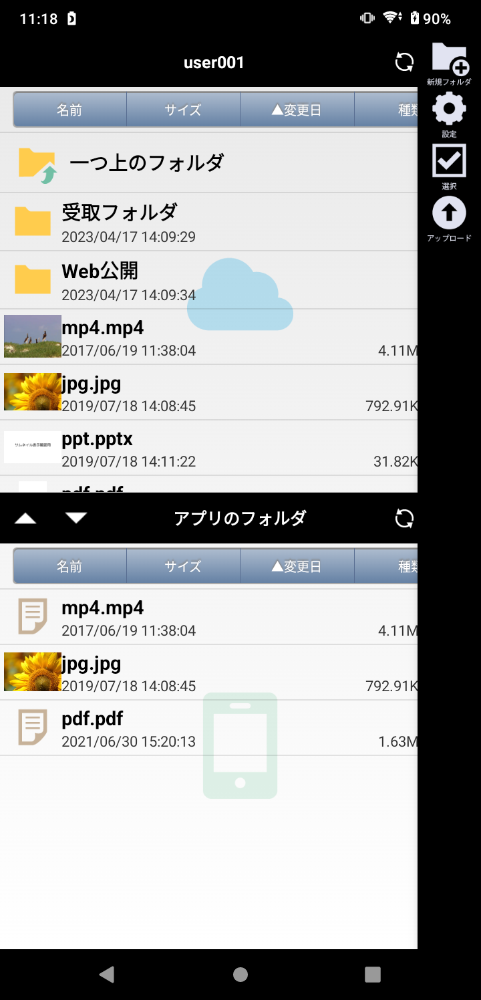 11:18
90%
user001
新規フォルダ
名前 サイズ ▲変更日
設定
一つ上のフォルダ
選択
受取フォルダ
2023/04/17 14:09:29
アップロード
Web公開
2023/04/17 14:09:34
mp4.mp4
2017/06/19 11:38:04 4.11M
jpg.jpg
2019/07/18 14:08:45 792.91K
サムネイル表示確認用
ppt.pptx
2019/07/18 14:11:22 31.82K
pdf.pdf
アプリのフォルダ
名前 サイズ ▲変更日
mp4.mp4
2017/06/19 11:38:04 4.11M
jpg.jpg
2019/07/18 14:08:45 792.91K
pdf.pdf
2021/06/30 15:20:13 1.63M